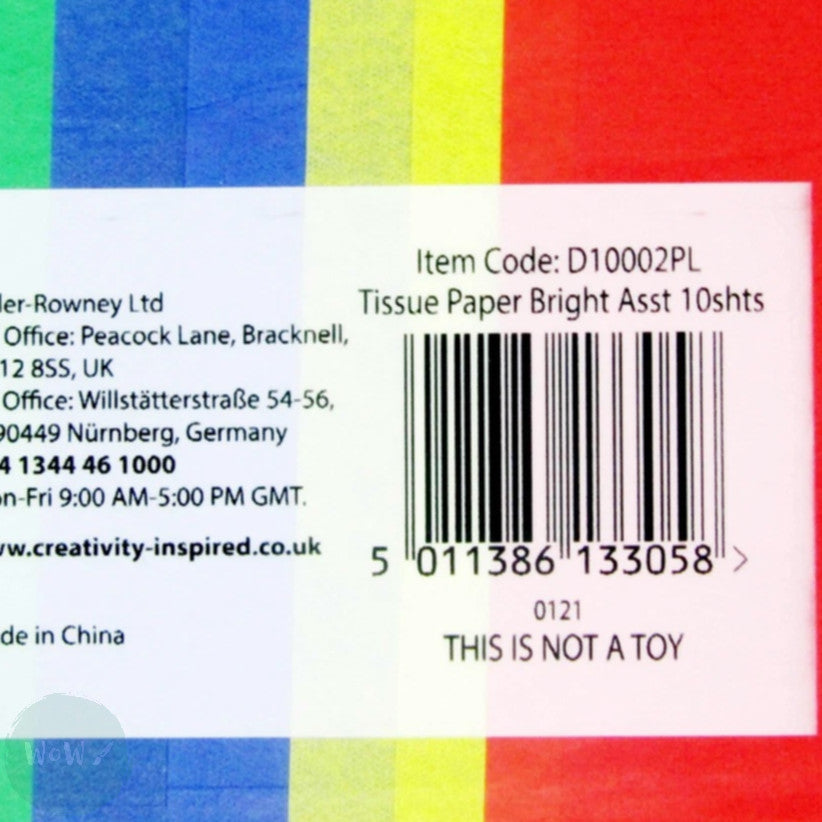 ler-Rowney Ltd
Office: Peacock Lane, Bracknell,
12 8SS, UK
Office: Willstätterstraße 54-56,
90449 Nürnberg, Germany
4 1344 46 1000
on-Fri 9:00 AM-5:00 PM GMT.
ww.creativity-inspired.co.uk
de in China
Item Code: D10002PL
Tissue Paper Bright Asst 10shts
5 011386 133058 >
0121
THIS IS NOT A TOY
WoW